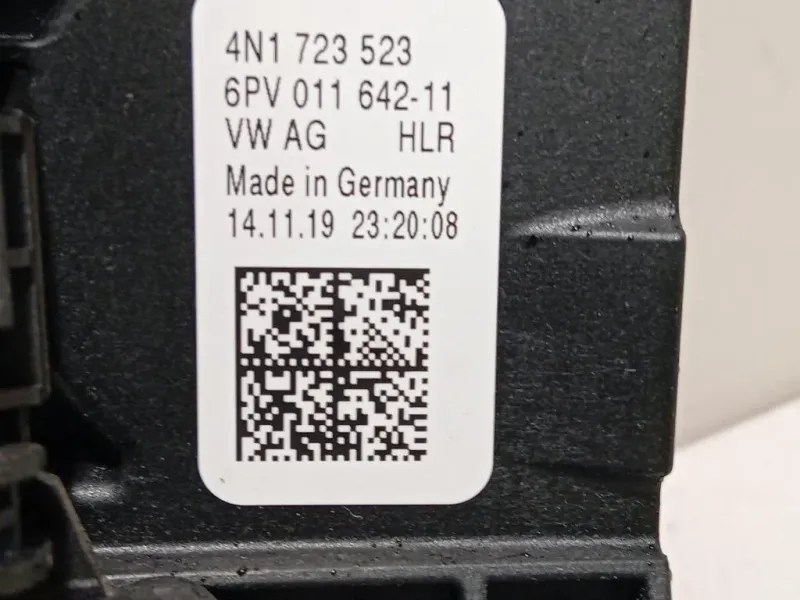 4N1 723 523
6PV 011 642-11
VW AG HLR
Made in Germany
14.11.19 23:20:08